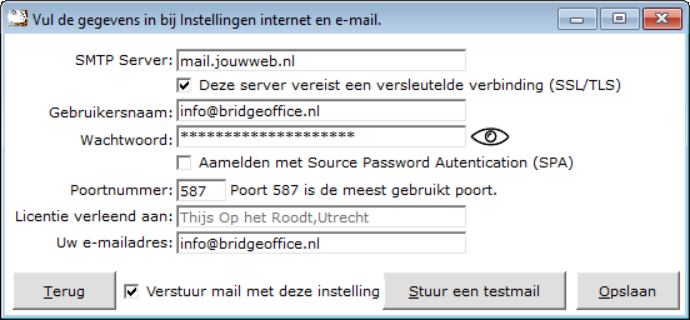 Vul de gegevens in bij Instellingen internet en e-mail.
SMTP Server: mail.jouwweb.nl
Deze server vereist een versleutelde verbinding (SSL/TLS)
Gebruikersnaam: info@bridgeoffice.nl
Wachtwoord: ********************
Aamelden met Source Password Autentication (SPA)
Poortnummer: 587 Poort 587 is de meest gebruikt poort.
Licentie verleend aan: Thijs Op het Roodt,Utrecht
Uw e-mailadres: info@bridgeoffice.nl
Terug Verstuur mail met deze instelling Stuur een testmail Opslaan